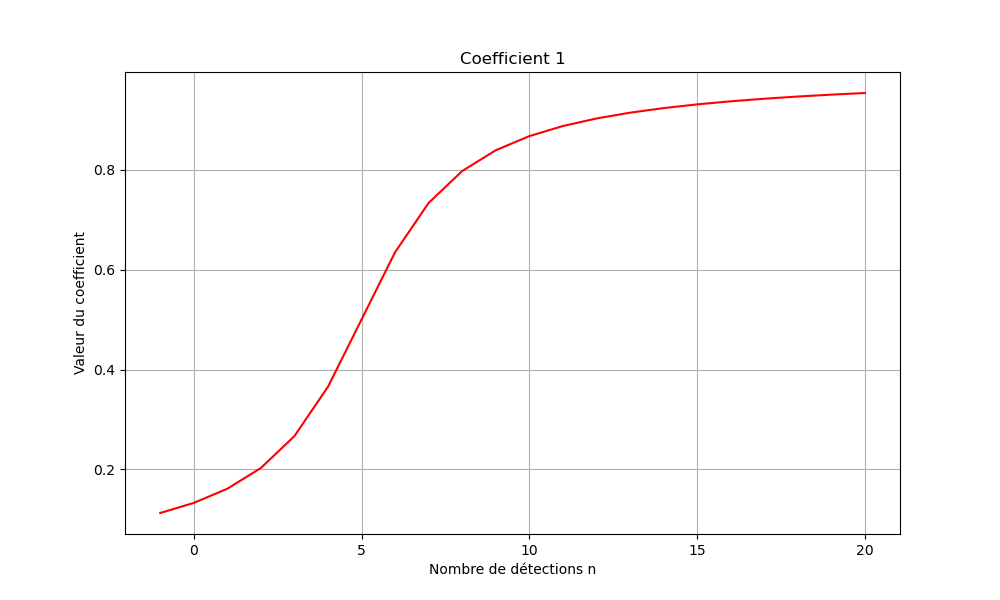 Coefficient 1
Valeur du coefficient
0.8
0.6
0.4
0.2
0 5 10 15 20
Nombre de détections n